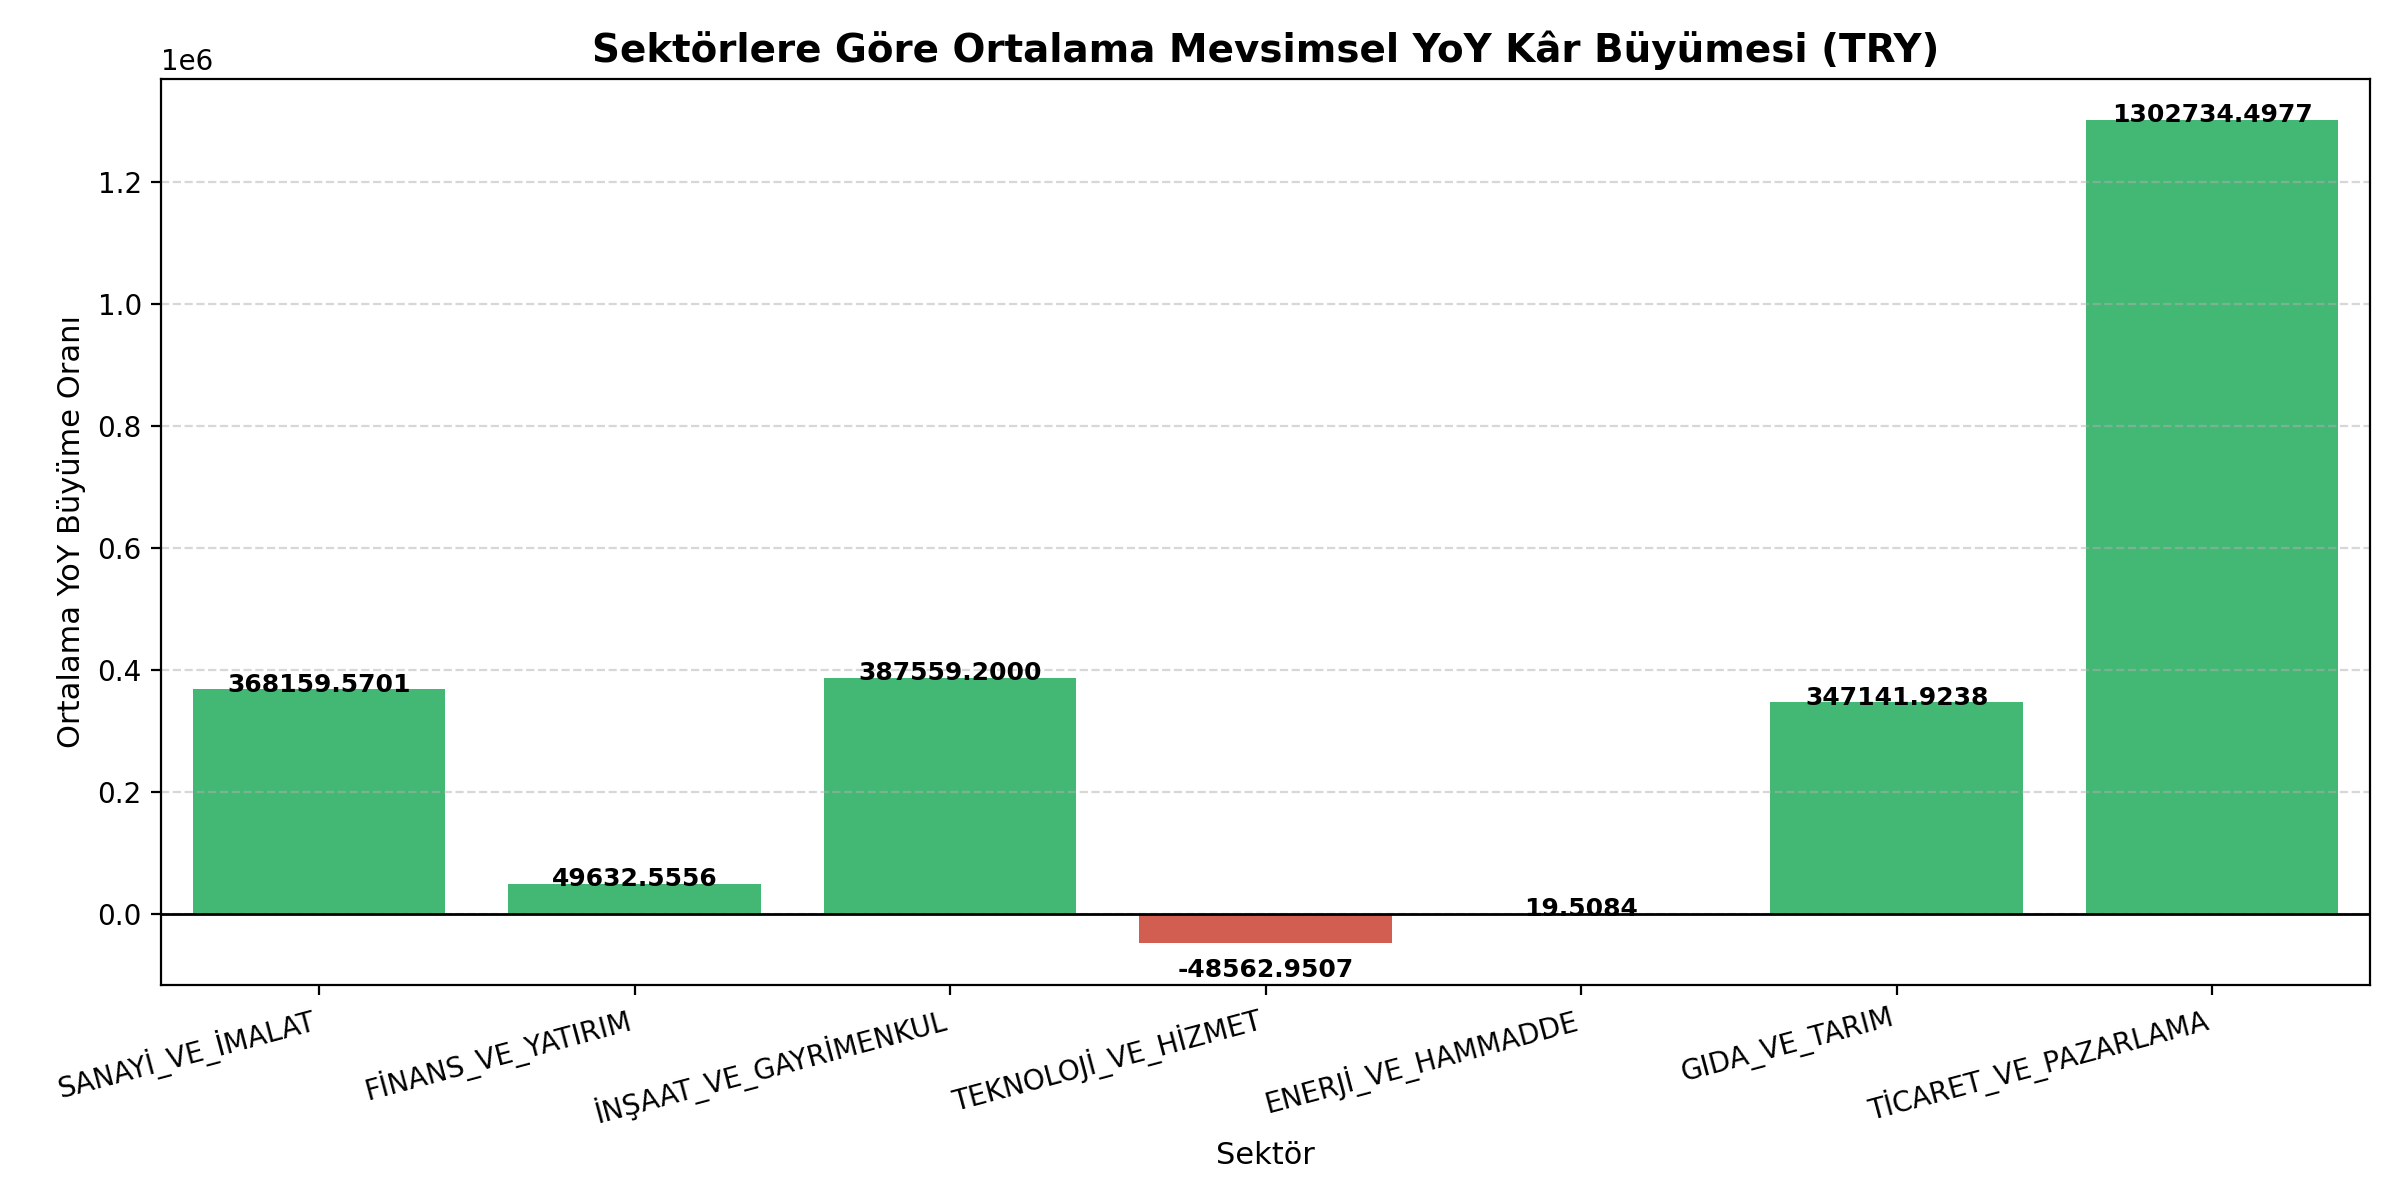 Sektörlere Göre Ortalama Mevsimsel YoY Kâr Büyümesi (TRY)
1e6
1302734.4977
1.2
1.0
0.8
0.6
0.4
0.2
0.0
Ortalama YoY Büyüme Oranı
368159.5701
49632.5556
387559.2000
-48562.9507
19.5084
347141.9238
SANAYİ_VE_İMALAT
FİNANS_VE_YATIRIM
İNŞAAT_VE_GAYRİMENKUL
TEKNOLOJİ_VE_HİZMET
ENERJİ_VE_HAMMADDE
GIDA_VE_TARIM
TİCARET_VE_PAZARLAMA
Sektör